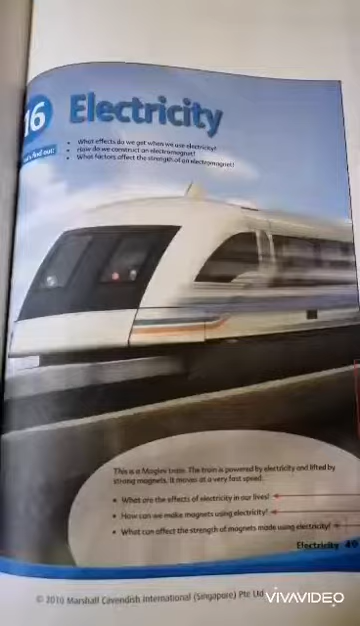 16 Electricity
Let's find out!
• What effects do we get when we use electricity?
• How do we construct an electromagnet?
• What factors affect the strength of an electromagnet?
This is a Maglev train. The train is powered by electricity and lifted by
strong magnets. It moves at a very fast speed.
• What are the effects of electricity in our lives?
• How can we make magnets using electricity?
• What can affect the strength of magnets made using electricity?
Electricity 49
© 2010 Marshall Cavendish International (Singapore) Pte Ltd
VIVAVIDEO